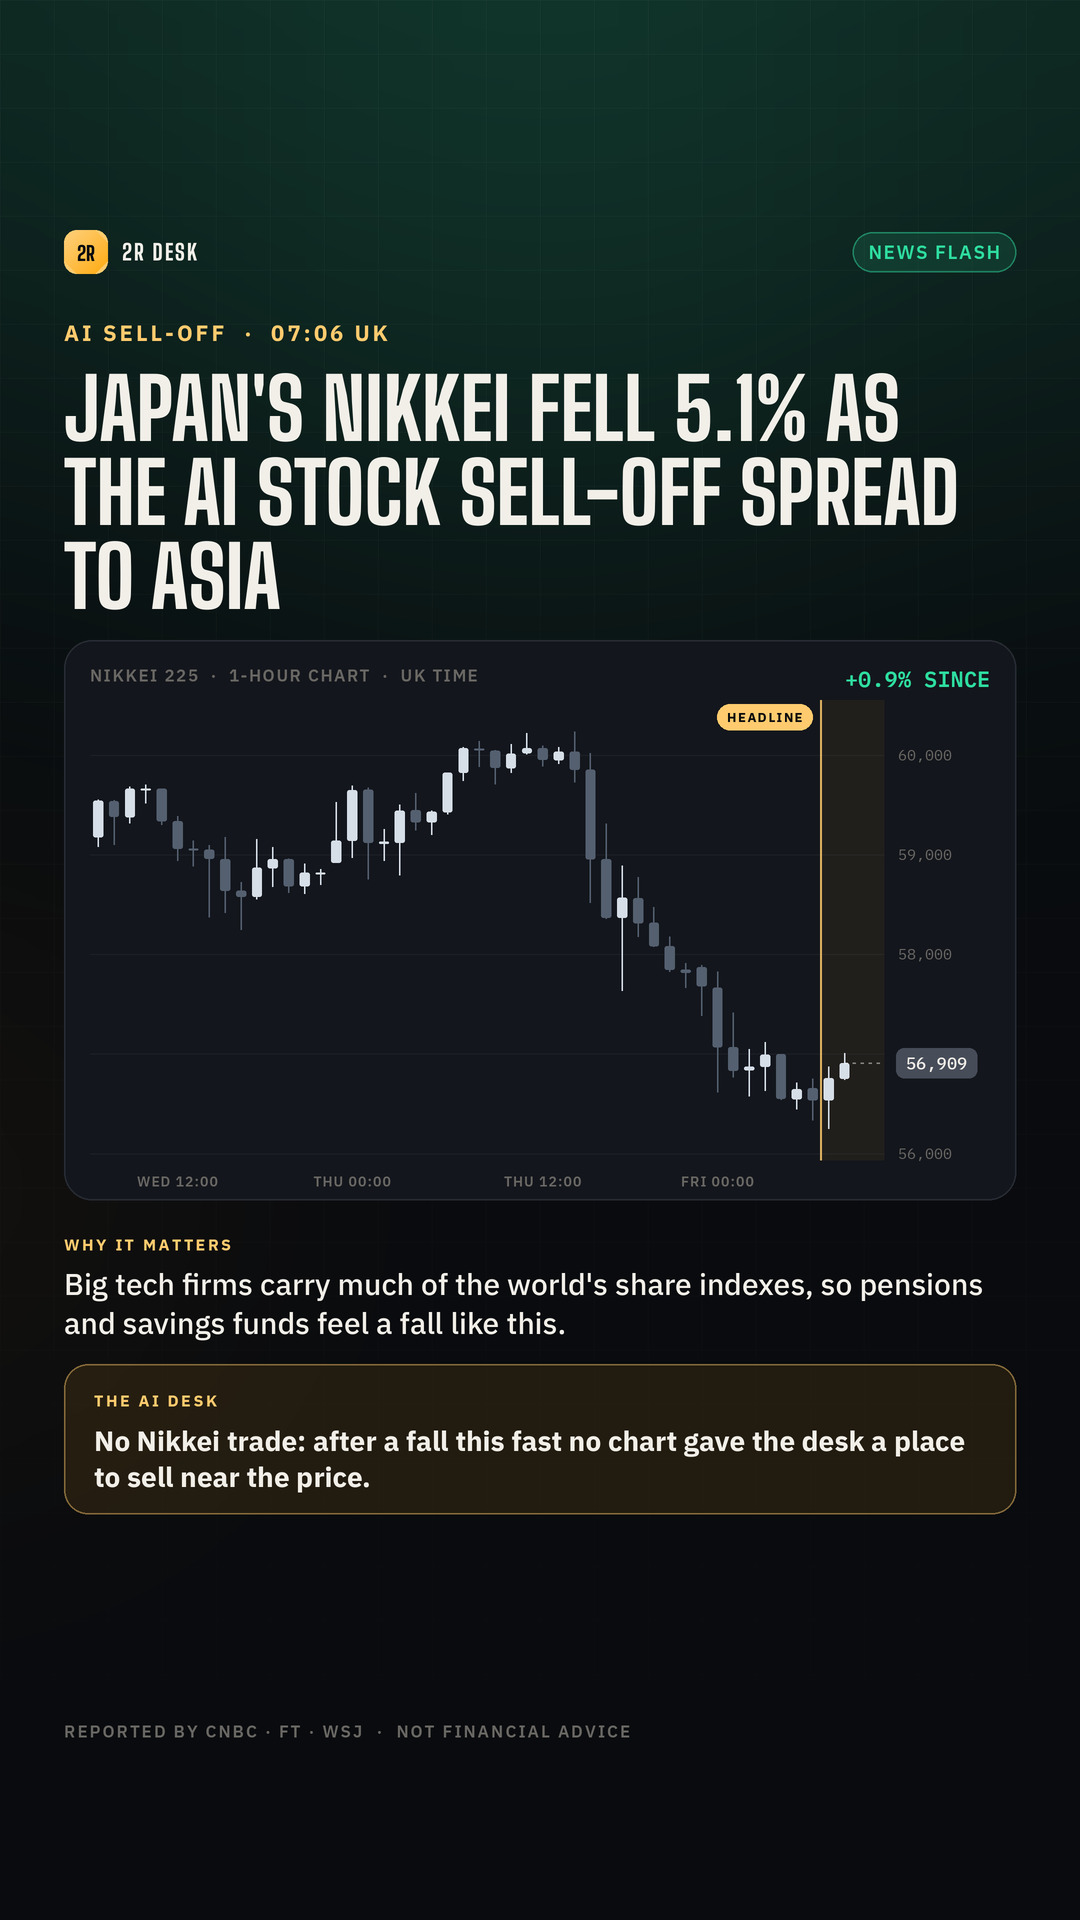 2R 2R DESK
NEWS FLASH
AI SELL-OFF · 07:06 UK
JAPAN'S NIKKEI FELL 5.1% AS
THE AI STOCK SELL-OFF SPREAD
TO ASIA
NIKKEI 225 · 1-HOUR CHART · UK TIME
+0.9% SINCE
HEADLINE
60,000
59,000
58,000
56,909
56,000
WED 12:00 THU 00:00 THU 12:00 FRI 00:00
WHY IT MATTERS
Big tech firms carry much of the world's share indexes, so pensions
and savings funds feel a fall like this.
THE AI DESK
No Nikkei trade: after a fall this fast no chart gave the desk a place
to sell near the price.
REPORTED BY CNBC · FT · WSJ · NOT FINANCIAL ADVICE